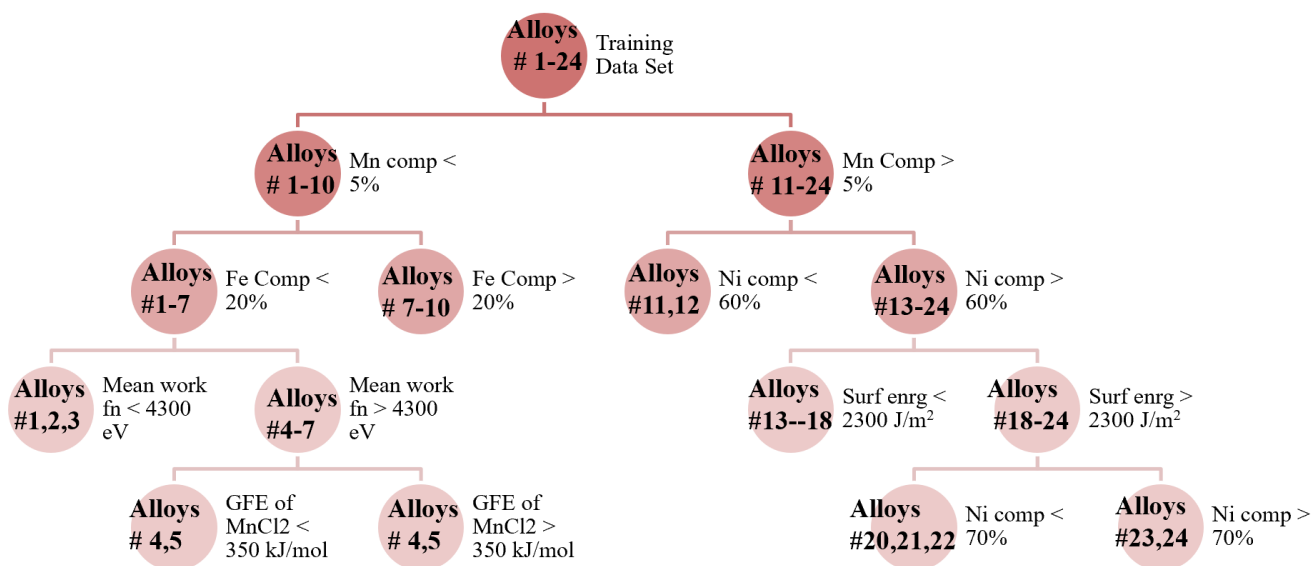 Alloys
# 1-24
Training
Data Set
Alloys
# 1-10
Mn comp <
5%
Alloys
# 11-24
Mn Comp >
5%
Alloys
#1-7
Fe Comp <
20%
Alloys
# 7-10
Fe Comp >
20%
Alloys
#11,12
Ni comp <
60%
Alloys
#13-24
Ni comp >
60%
Alloys
#1,2,3
Mean work
fn < 4300
eV
Alloys
#4-7
Mean work
fn > 4300
eV
Alloys
#13--18
Surf enrg <
2300 J/m²
Alloys
#18-24
Surf enrg >
2300 J/m²
Alloys
# 4,5
GFE of
MnCl2 <
350 kJ/mol
Alloys
# 4,5
GFE of
MnCl2 >
350 kJ/mol
Alloys
#20,21,22
Ni comp <
70%
Alloys
#23,24
Ni comp >
70%